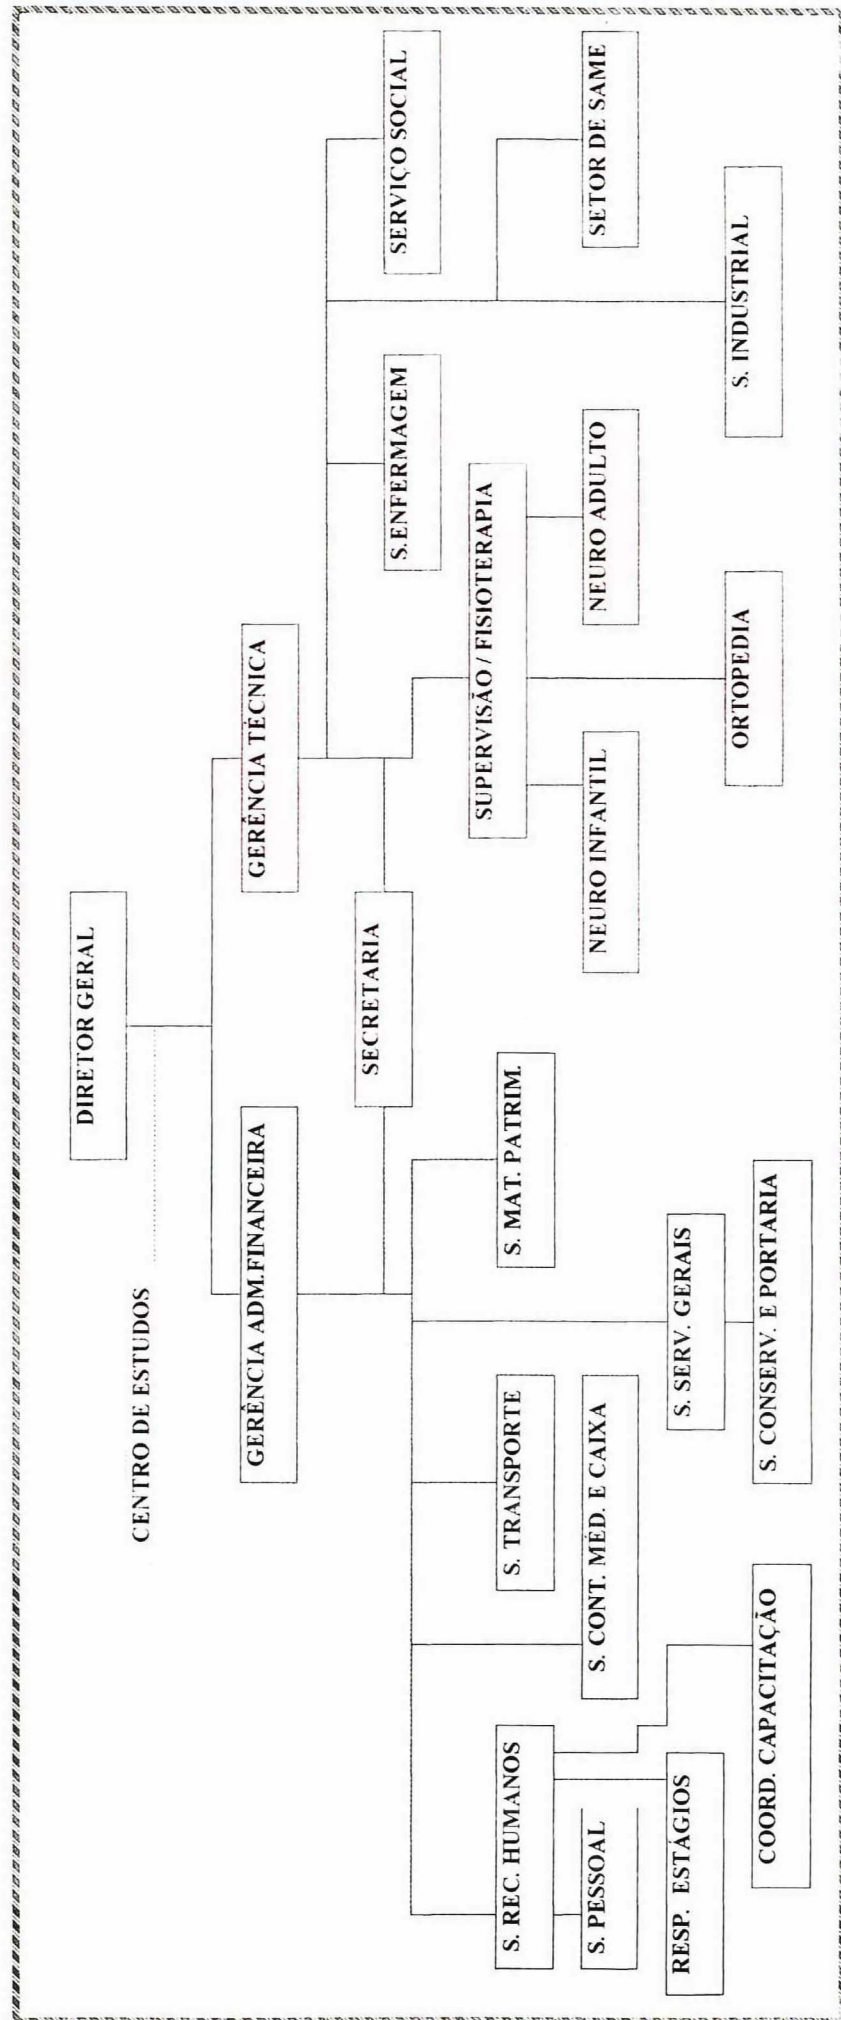 DIRETOR GERAL
CENTRO DE ESTUDOS
GERÊNCIA ADM.FINANCEIRA
GERÊNCIA TÉCNICA
SECRETARIA
S.ENFERMAGEM
SERVIÇO SOCIAL
S. REC. HUMANOS
S. TRANSPORTE
S. MAT. PATRIM.
SUPERVISÃO / FISIOTERAPIA
S. PESSOAL
S. CONT. MÉD. E CAIXA
NEURO INFANTIL
NEURO ADULTO
SETOR DE SAME
RESP. ESTÁGIOS
S. SERV. GERAIS
COORD. CAPACITAÇÃO
S. CONSERV. E PORTARIA
ORTOPEDIA
S. INDUSTRIAL